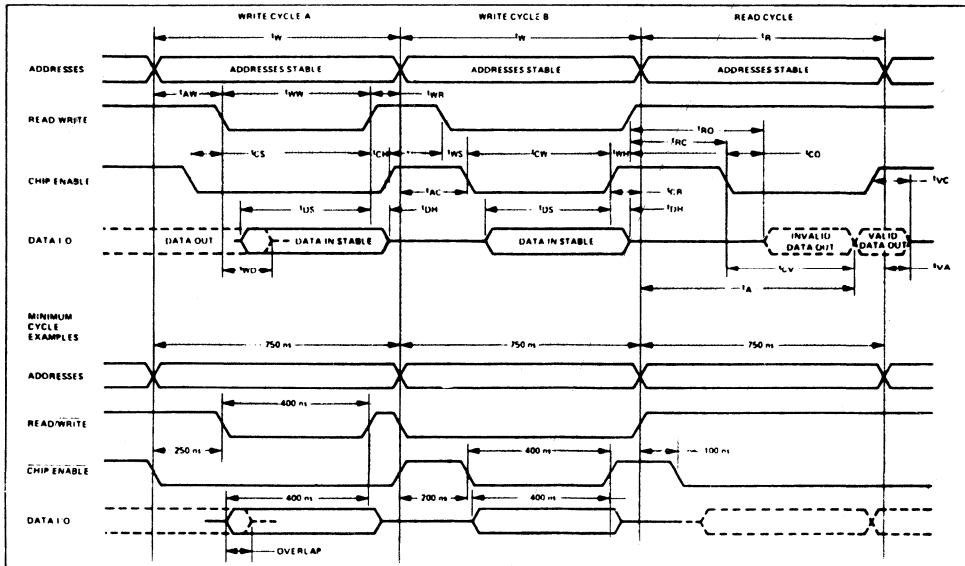 WRITE CYCLE A WRITE CYCLE B READ CYCLE
tW tW tR
ADDRESSES ADDRESSES STABLE ADDRESSES STABLE ADDRESSES STABLE
tAW tWW tWR
READ WRITE
tRO
tRC
tCS tCH tWS tCW tWH tCO
CHIP ENABLE
tAC tCR tVC
tDS tDH tDS tDH
DATA I O DATA OUT DATA IN STABLE DATA IN STABLE INVALID DATA OUT VALID DATA OUT
tWD tCV tVA
tA
MINIMUM
CYCLE
EXAMPLES
750 ns 750 ns 750 ns
ADDRESSES
400 ns
READ/WRITE
250 ns 400 ns 100 ns
CHIP ENABLE
400 ns 200 ns 400 ns
DATA I O
OVERLAP